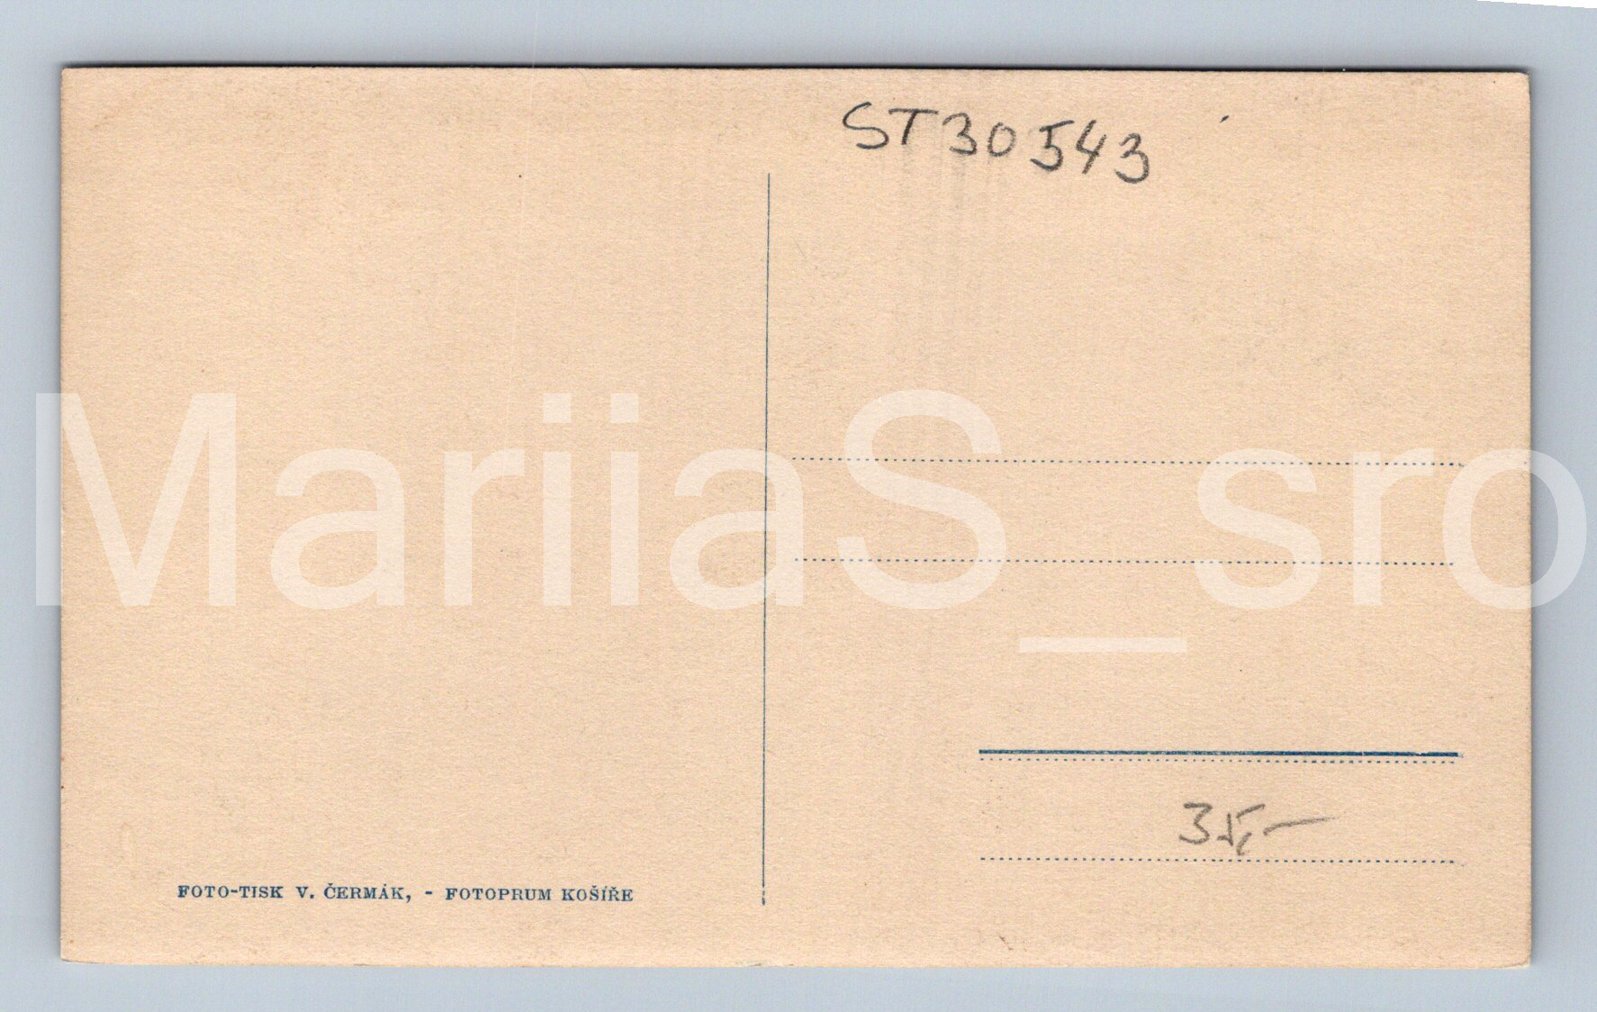 ST30543
MariiaS_sro
35,-
FOTO-TISK V. ČERMÁK, - FOTOPRUM KOŠÍŘE